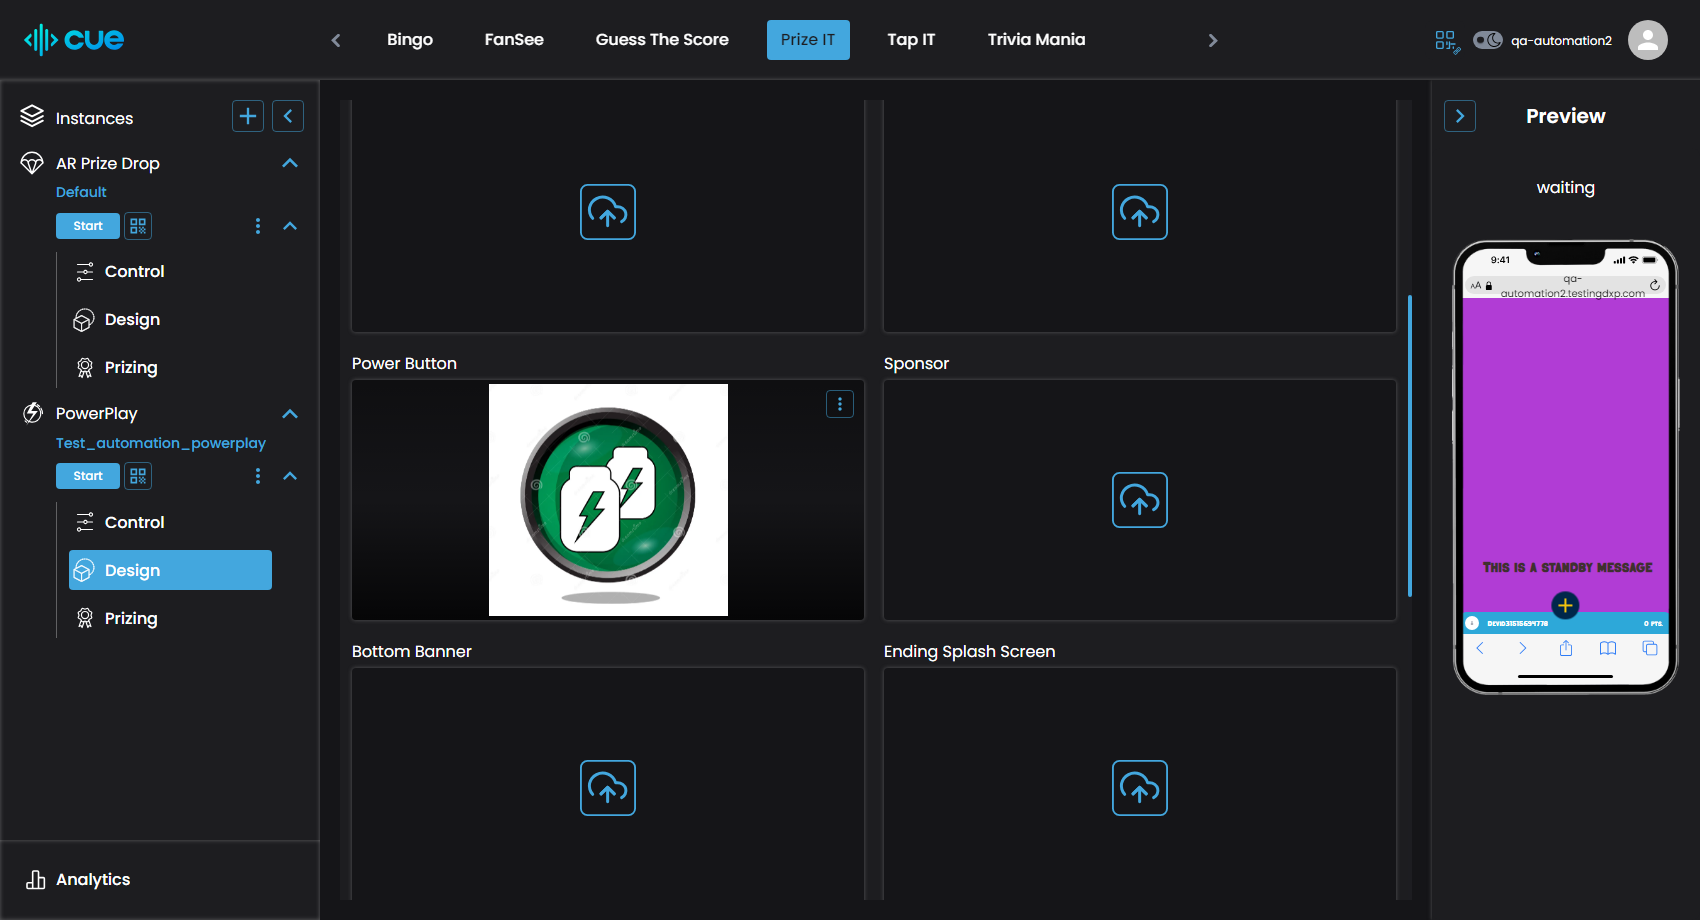 cue
Bingo
FanSee
Guess The Score
Prize IT
Tap IT
Trivia Mania
qa-automation2
Instances
AR Prize Drop
Default
Start
Control
Design
Prizing
PowerPlay
Test_automation_powerplay
Start
Control
Design
Prizing
Analytics
Power Button
Sponsor
Bottom Banner
Ending Splash Screen
Preview
waiting
9:41
AA
qa-
automation2.testingdxp.com
This is a standby message
0 PTS.